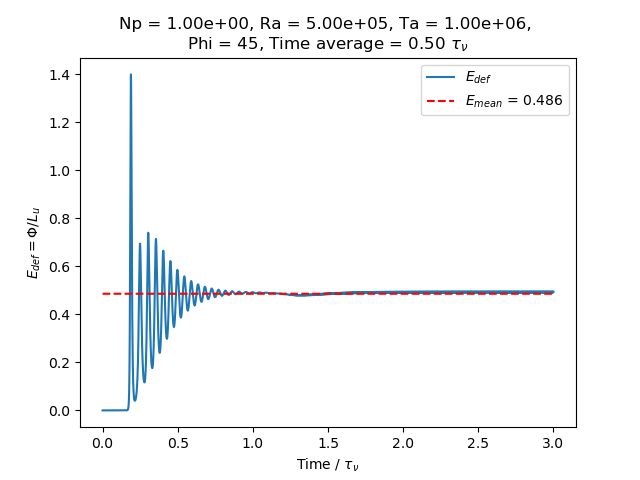 Np = 1.00e+00, Ra = 5.00e+05, Ta = 1.00e+06,
Phi = 45, Time average = 0.50 τ_ν
E_def
E_mean = 0.486
E_def = Φ/L_u
1.4
1.2
1.0
0.8
0.6
0.4
0.2
0.0
0.0 0.5 1.0 1.5 2.0 2.5 3.0
Time / τ_ν